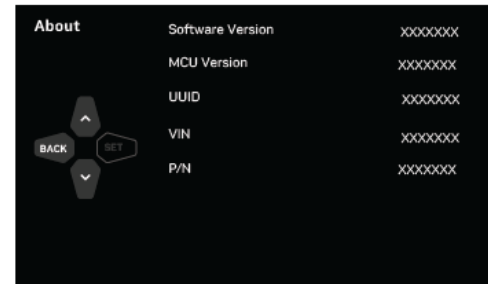 About
Software Version XXXXXXX
MCU Version XXXXXXX
UUID XXXXXXX
VIN XXXXXXX
BACK SET
P/N XXXXXXX